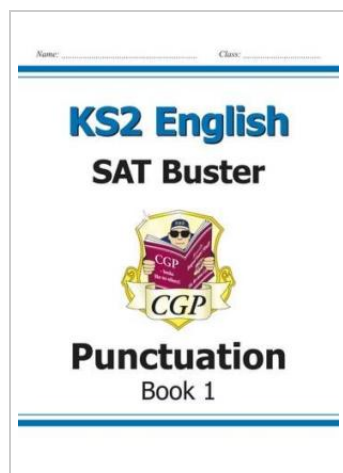 Name: ........................ Class: ........................
KS2 English
SAT Buster
CGP
CGP
Punctuation
Book 1